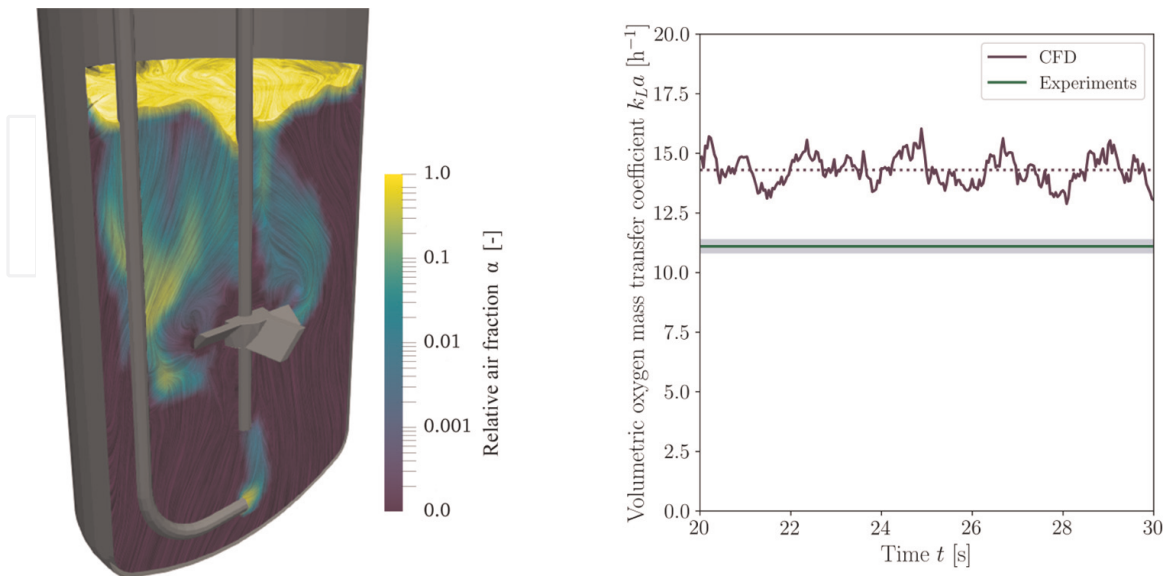 1.0
0.1
0.01
0.001
0.0
Relative air fraction α [-]
Volumetric oxygen mass transfer coefficient $k_L a$ [h⁻¹]
20.0
17.5
15.0
12.5
10.0
7.5
5.0
2.5
0.0
CFD
Experiments
20 22 24 26 28 30
Time t [s]